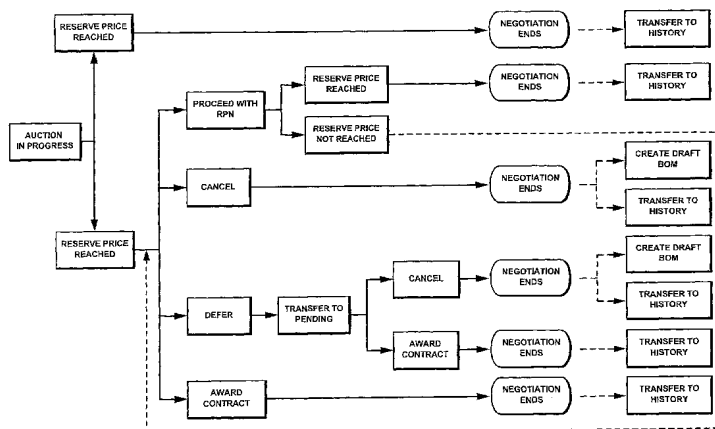 RESERVE PRICE
REACHED
NEGOTIATION
ENDS
TRANSFER TO
HISTORY
PROCEED WITH
RPN
RESERVE PRICE
REACHED
NEGOTIATION
ENDS
TRANSFER TO
HISTORY
AUCTION
IN PROGRESS
RESERVE PRICE
NOT REACHED
CANCEL
NEGOTIATION
ENDS
CREATE DRAFT
BOM
TRANSFER TO
HISTORY
RESERVE PRICE
REACHED
CANCEL
NEGOTIATION
ENDS
CREATE DRAFT
BOM
TRANSFER TO
HISTORY
DEFER
TRANSFER TO
PENDING
AWARD
CONTRACT
NEGOTIATION
ENDS
TRANSFER TO
HISTORY
AWARD
CONTRACT
NEGOTIATION
ENDS
TRANSFER TO
HISTORY